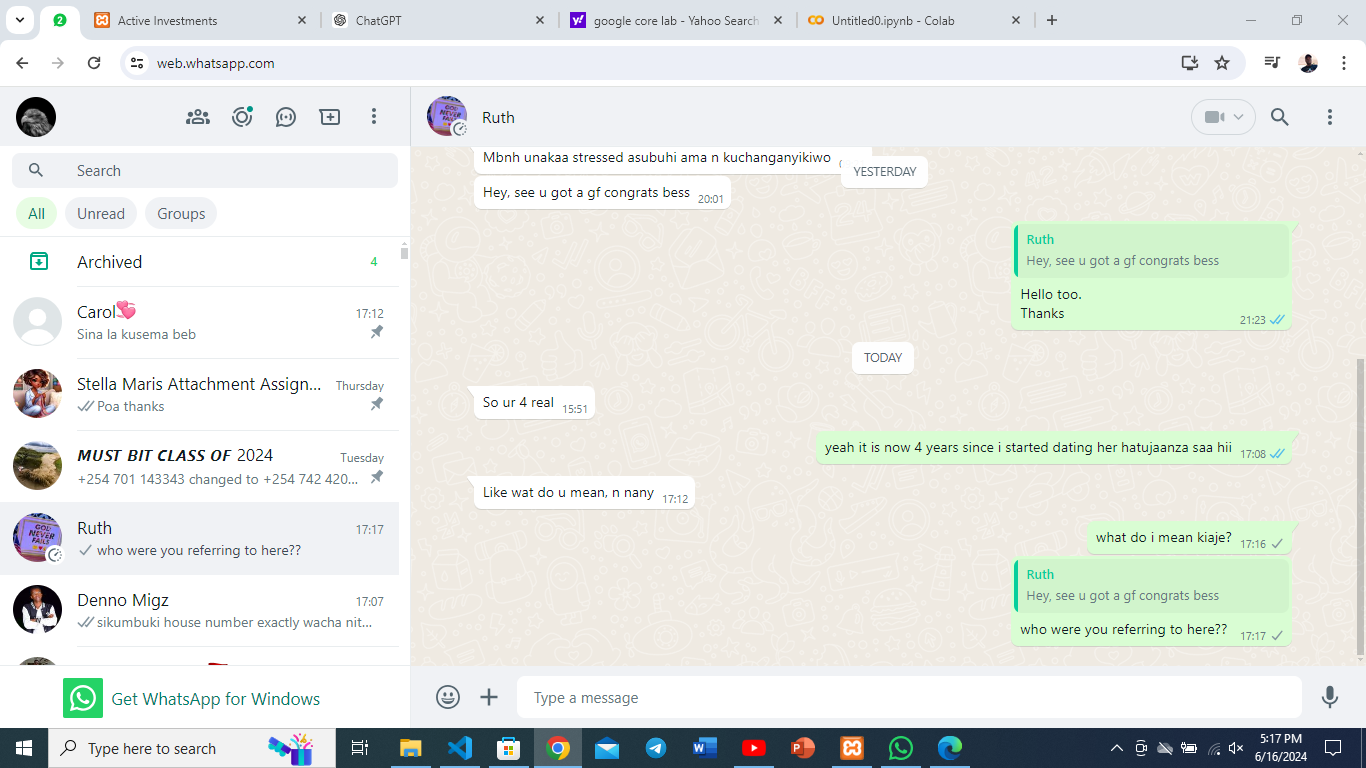 2
Active Investments
ChatGPT
google core lab - Yahoo Search
Untitled0.ipynb - Colab
web.whatsapp.com
Ruth
Search
All
Unread
Groups
Archived
4
Carol
17:12
Sina la kusema beb
Stella Maris Attachment Assign...
Thursday
Poa thanks
MUST BIT CLASS OF 2024
Tuesday
+254 701 143343 changed to +254 742 420...
Ruth
17:17
who were you referring to here??
Denno Migz
17:07
sikumbuki house number exactly wacha nit...
Get WhatsApp for Windows
Mbnh unakaa stressed asubuhi ama n kuchanganyikiwo
YESTERDAY
Hey, see u got a gf congrats bess
20:01
Ruth
Hey, see u got a gf congrats bess
Hello too.
Thanks
21:23
TODAY
So ur 4 real
15:51
yeah it is now 4 years since i started dating her hatujaanza saa hii
17:08
Like wat do u mean, n nany
17:12
what do i mean kiaje?
17:16
Ruth
Hey, see u got a gf congrats bess
who were you referring to here??
17:17
Type a message
Type here to search
5:17 PM
6/16/2024
GOD
NEVER
FAILS